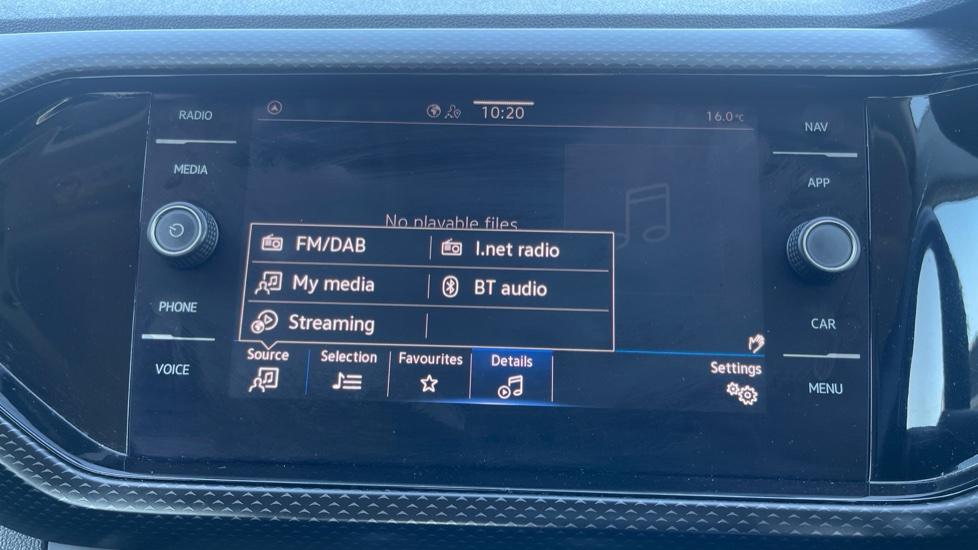 RADIO
MEDIA
PHONE
VOICE
10:20
16.0°C
No playable files.
FM/DAB
I.net radio
My media
BT audio
Streaming
Source
Selection
Favourites
Details
Settings
NAV
APP
CAR
MENU